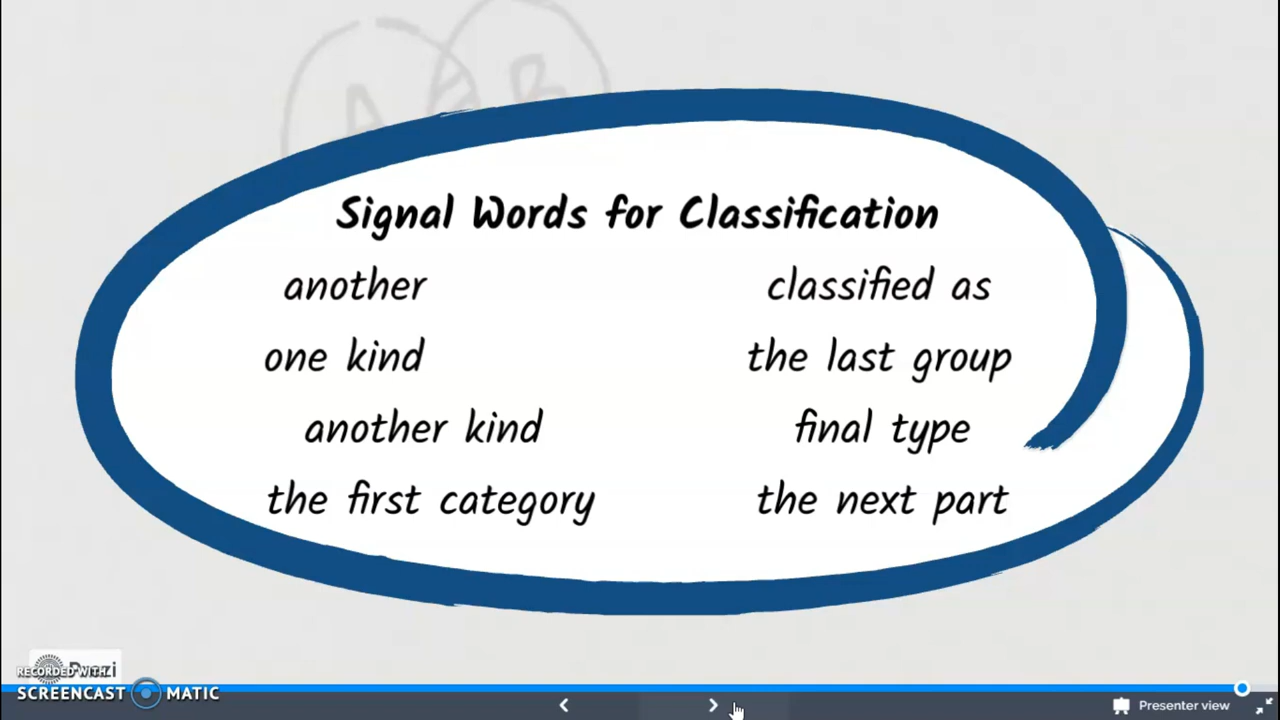 A B
Signal Words for Classification
another
classified as
one kind
the last group
another kind
final type
the first category
the next part
Prezi
RECORDED WITH
SCREENCAST MATIC
Presenter view